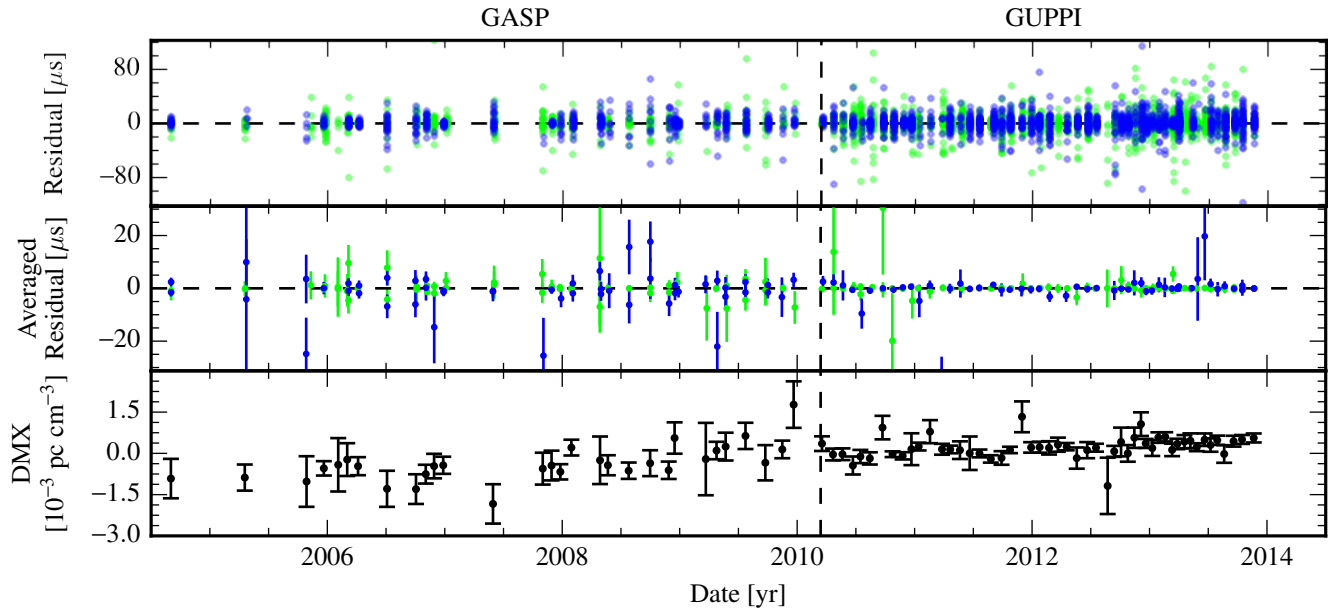 GASP GUPPI
Residual [μs]
80
0
−80
Averaged
Residual [μs]
20
0
−20
DMX
[10⁻³ pc cm⁻³]
1.5
0.0
−1.5
−3.0
2006 2008 2010 2012 2014
Date [yr]